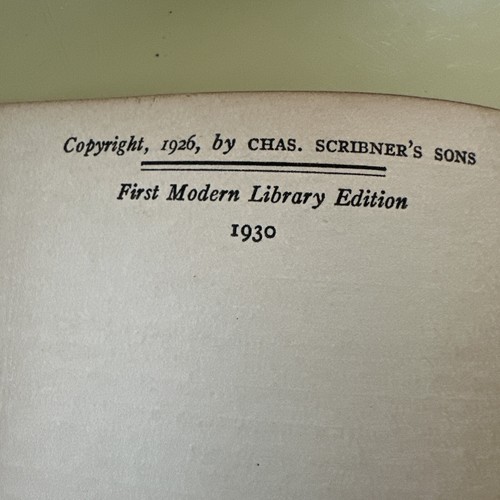 Copyright, 1926, by CHAS. SCRIBNER'S SONS
First Modern Library Edition
1930